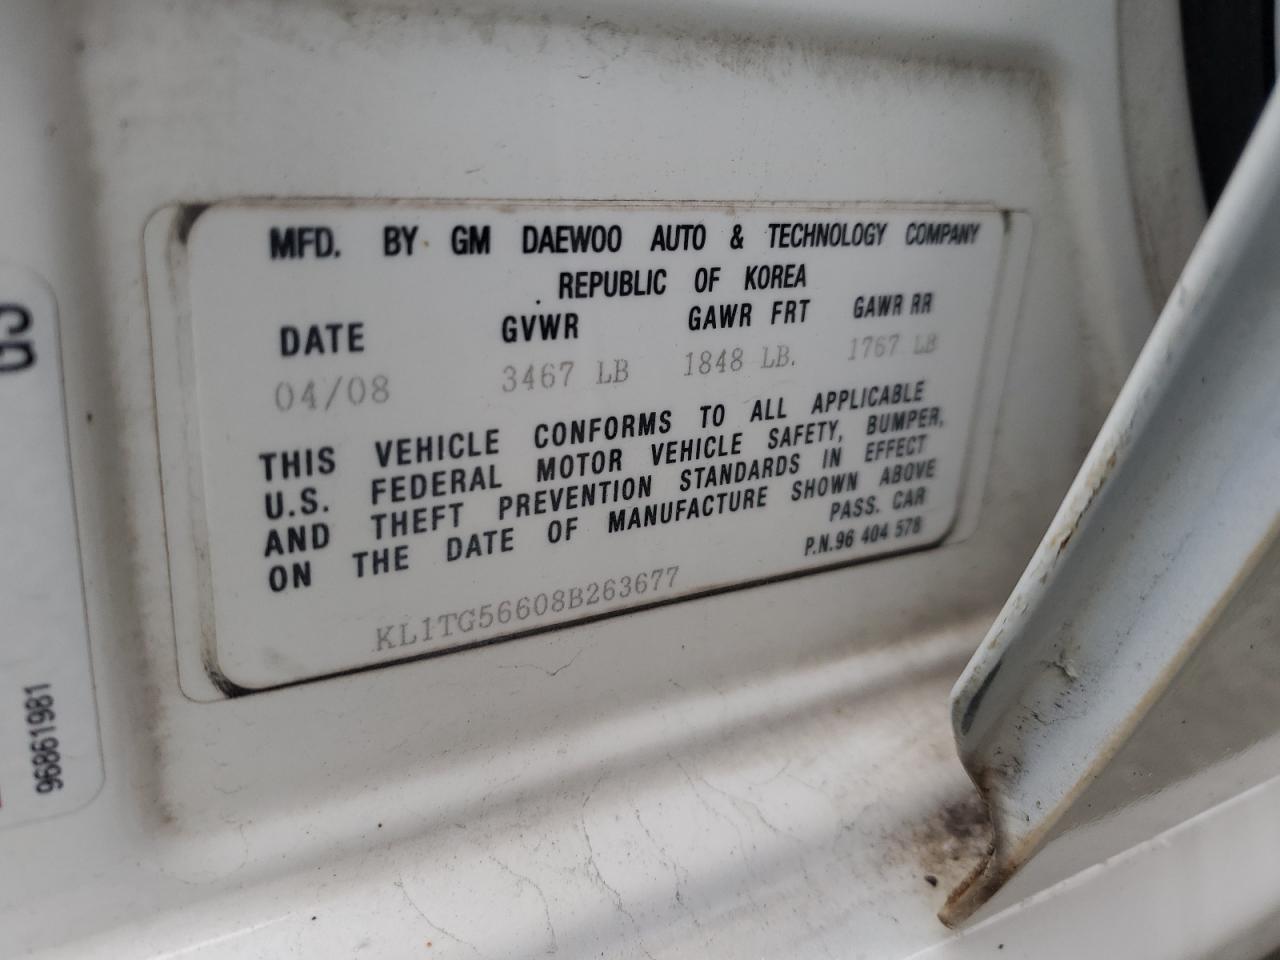 MFD. BY GM DAEWOO AUTO & TECHNOLOGY COMPANY
REPUBLIC OF KOREA
DATE GVWR GAWR FRT GAWR RR
04/08 3467 LB 1848 LB. 1767 LB
THIS VEHICLE CONFORMS TO ALL APPLICABLE
U.S. FEDERAL MOTOR VEHICLE SAFETY, BUMPER,
AND THEFT PREVENTION STANDARDS IN EFFECT
ON THE DATE OF MANUFACTURE SHOWN ABOVE
PASS. CAR
P.N.96 404 578
KL1TG56608B263677
96861981